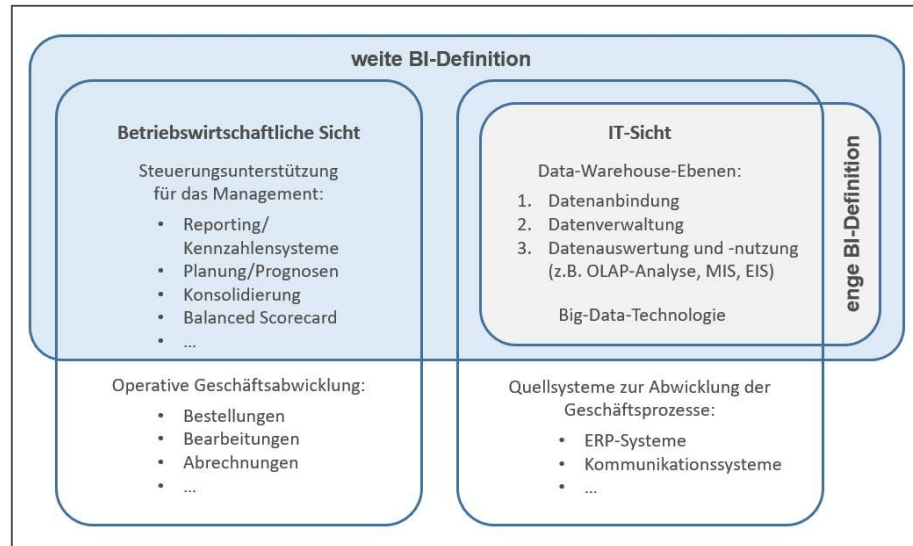 weite BI-Definition
Betriebswirtschaftliche Sicht
Steuerungsunterstützung
für das Management:
• Reporting/
Kennzahlensysteme
• Planung/Prognosen
• Konsolidierung
• Balanced Scorecard
• ...
Operative Geschäftsabwicklung:
• Bestellungen
• Bearbeitungen
• Abrechnungen
• ...
IT-Sicht
Data-Warehouse-Ebenen:
1. Datenanbindung
2. Datenverwaltung
3. Datenauswertung und -nutzung
(z.B. OLAP-Analyse, MIS, EIS)
Big-Data-Technologie
enge BI-Definition
Quellsysteme zur Abwicklung der
Geschäftsprozesse:
• ERP-Systeme
• Kommunikationssysteme
• ...